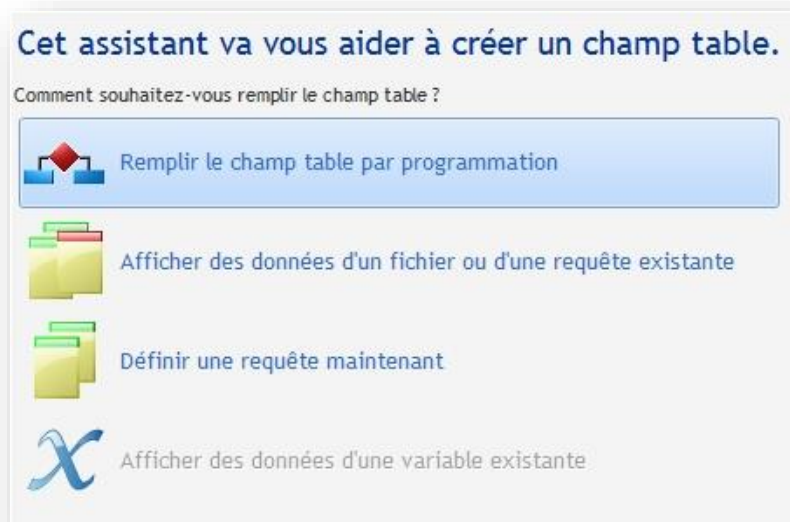 Cet assistant va vous aider à créer un champ table.
Comment souhaitez-vous remplir le champ table ?
Remplir le champ table par programmation
Afficher des données d'un fichier ou d'une requête existante
Définir une requête maintenant
Afficher des données d'une variable existante